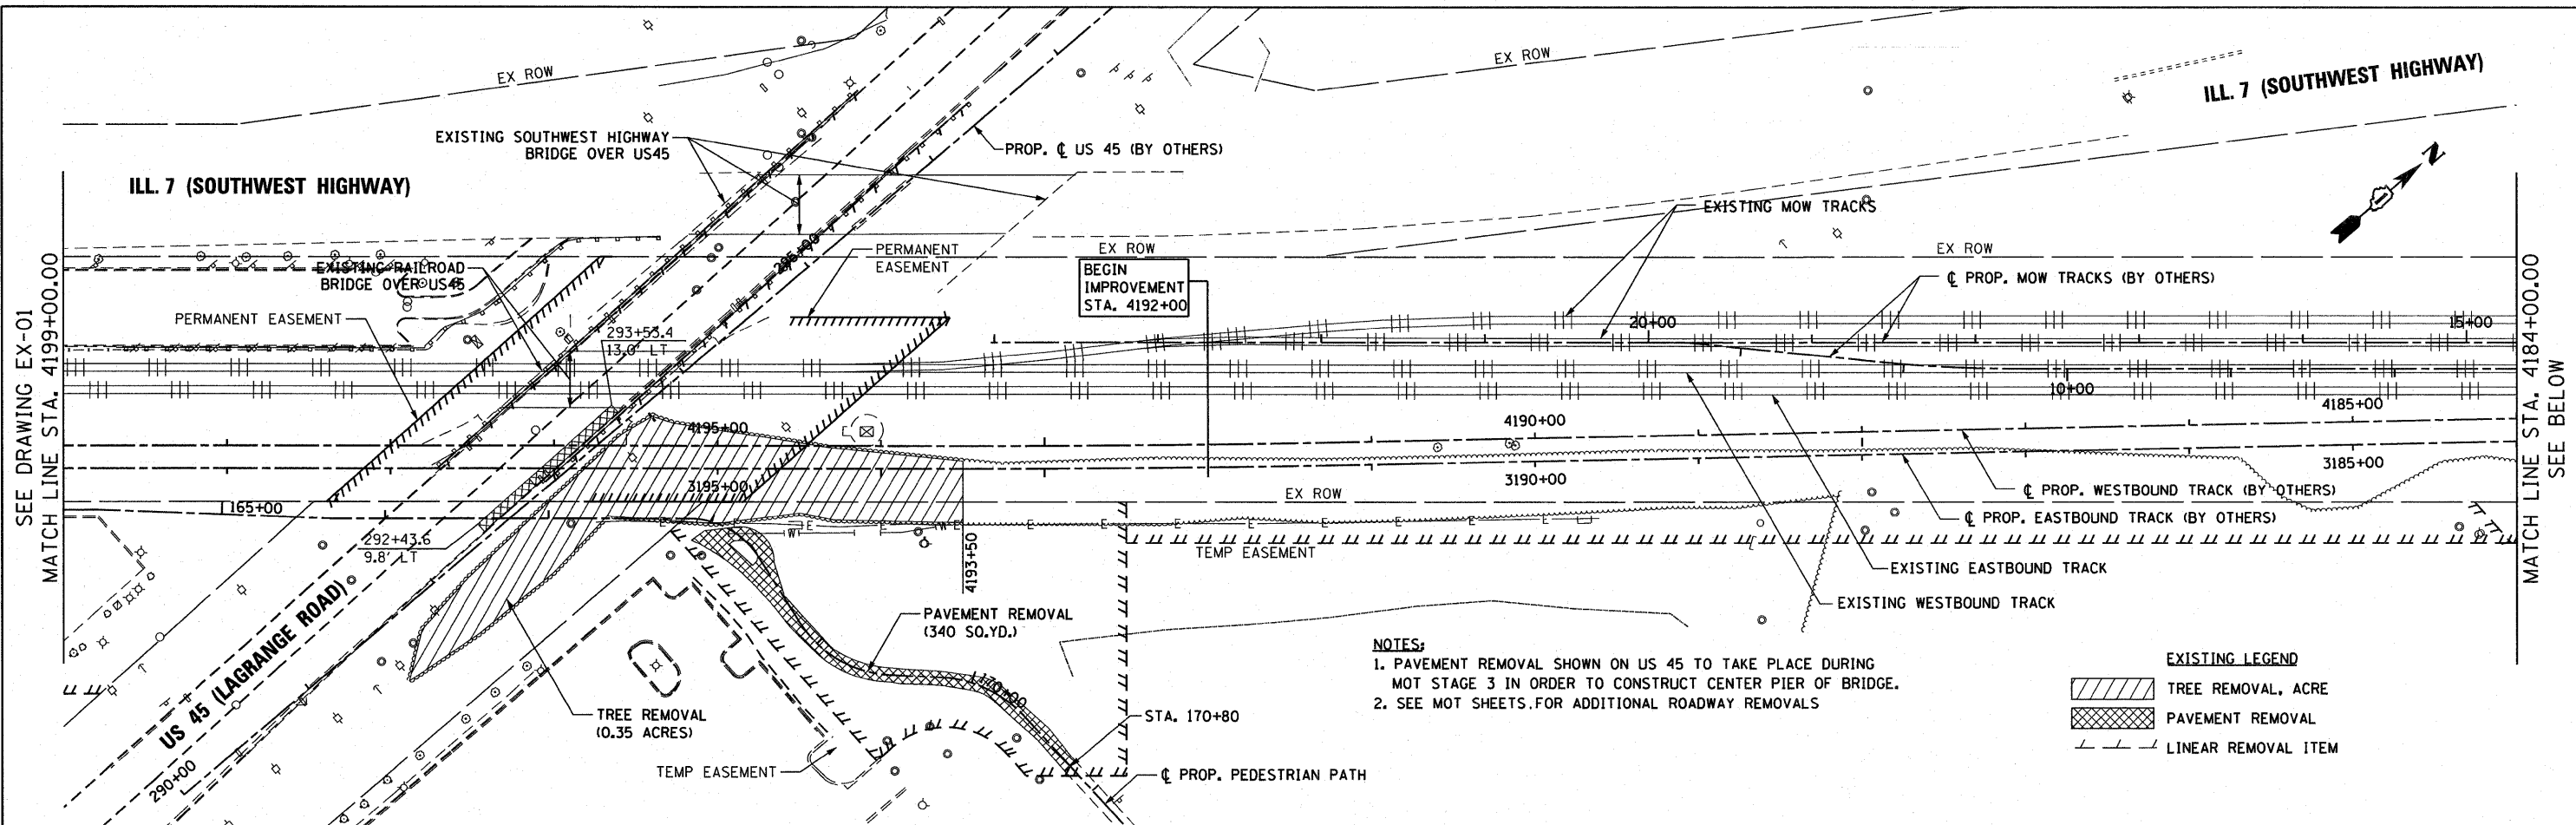 EX ROW
EX ROW
ILL. 7 (SOUTHWEST HIGHWAY)
EXISTING SOUTHWEST HIGHWAY
BRIDGE OVER US45
PROP. ℄ US 45 (BY OTHERS)
N
ILL. 7 (SOUTHWEST HIGHWAY)
EXISTING MOW TRACKS
295+00
PERMANENT
EASEMENT
EX ROW
EX ROW
EXISTING RAILROAD
BRIDGE OVER US45
BEGIN
IMPROVEMENT
STA. 4192+00
℄ PROP. MOW TRACKS (BY OTHERS)
PERMANENT EASEMENT
293+53.4
13.0' LT
20+00
15+00
10+00
SEE DRAWING EX-01
MATCH LINE STA. 4199+00.00
MATCH LINE STA. 4184+00.00
SEE BELOW
4195+00
4190+00
4185+00
3195+00
3190+00
3185+00
165+00
EX ROW
℄ PROP. WESTBOUND TRACK (BY OTHERS)
℄ PROP. EASTBOUND TRACK (BY OTHERS)
E E E E E E E E E
W W
292+43.6
9.8' LT
4193+50
TEMP EASEMENT
EXISTING EASTBOUND TRACK
EXISTING WESTBOUND TRACK
US 45 (LAGRANGE ROAD)
290+00
PAVEMENT REMOVAL
(340 SQ.YD.)
170+00
TREE REMOVAL
(0.35 ACRES)
STA. 170+80
TEMP EASEMENT
℄ PROP. PEDESTRIAN PATH
NOTES:
1. PAVEMENT REMOVAL SHOWN ON US 45 TO TAKE PLACE DURING
MOT STAGE 3 IN ORDER TO CONSTRUCT CENTER PIER OF BRIDGE.
2. SEE MOT SHEETS.FOR ADDITIONAL ROADWAY REMOVALS
EXISTING LEGEND
TREE REMOVAL, ACRE
PAVEMENT REMOVAL
LINEAR REMOVAL ITEM